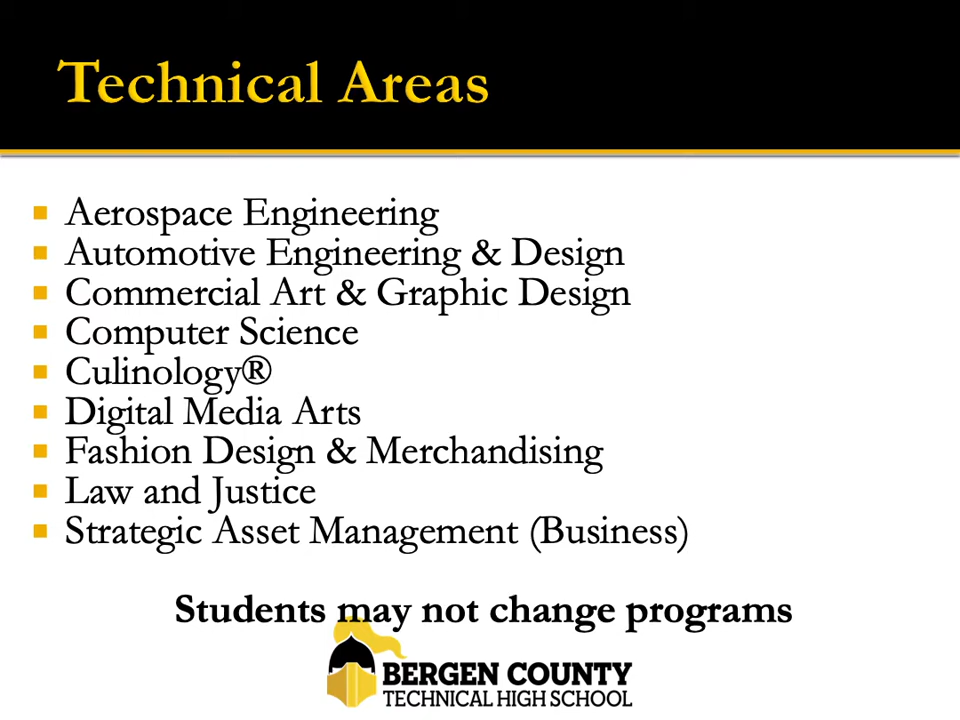 Technical Areas
Aerospace Engineering
Automotive Engineering & Design
Commercial Art & Graphic Design
Computer Science
Culinology®
Digital Media Arts
Fashion Design & Merchandising
Law and Justice
Strategic Asset Management (Business)
Students may not change programs
BERGEN COUNTY
TECHNICAL HIGH SCHOOL